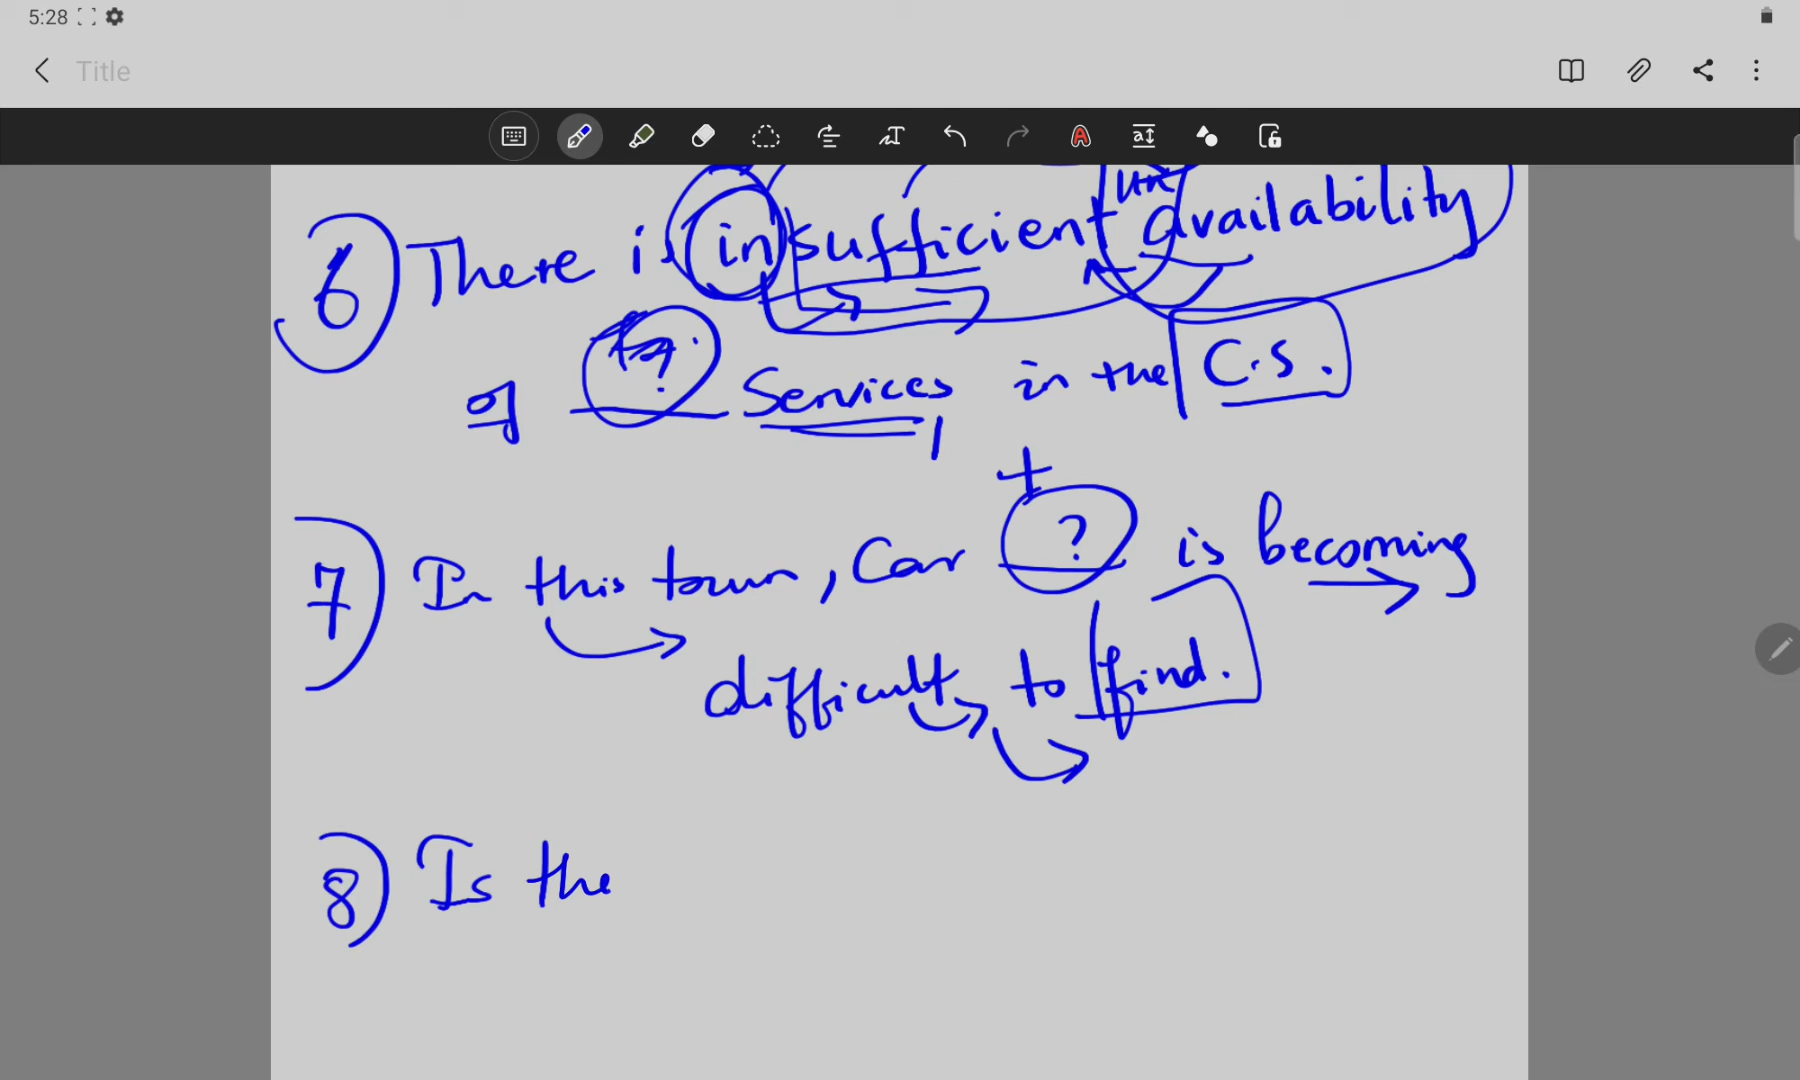 5:28
Title
6) There is insufficient availability
of ? Services in the C.S.
7) In this town, Car ? is becoming
difficult to find.
8) Is the